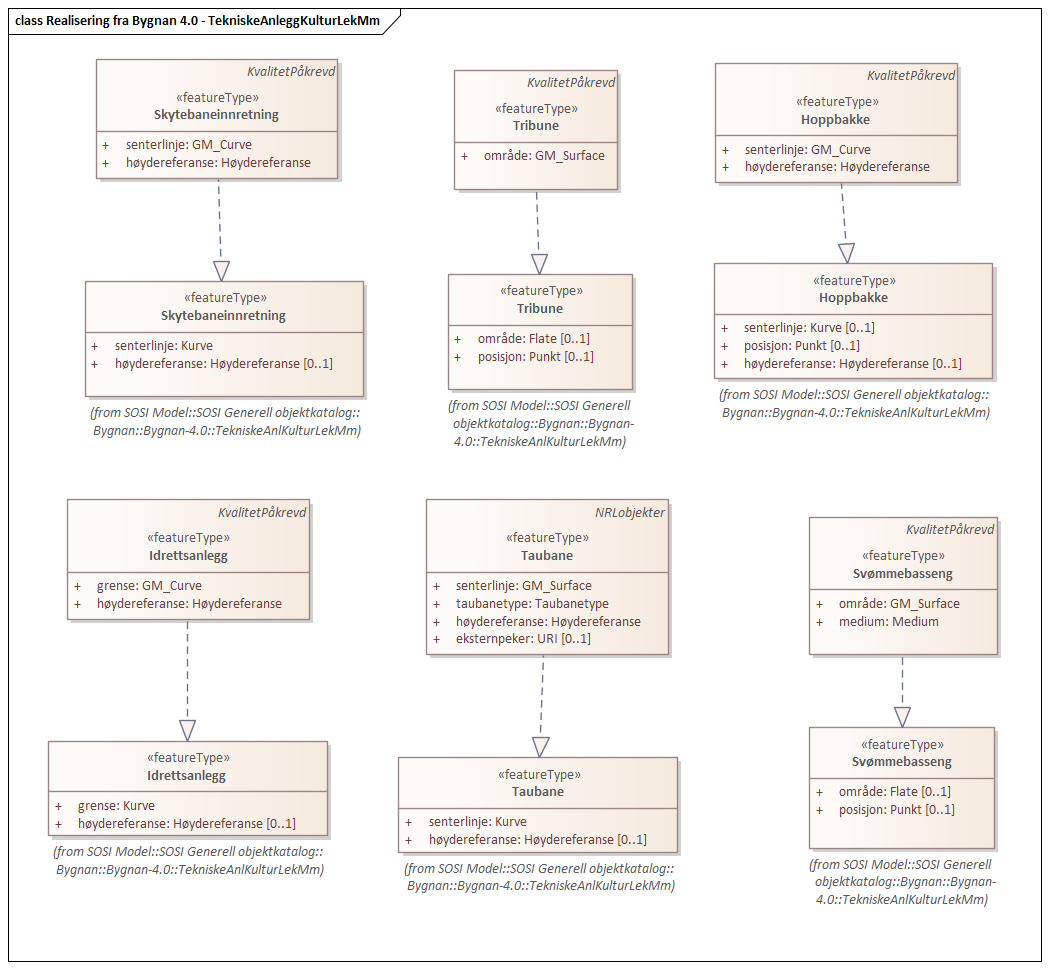 class Realisering fra Bygnan 4.0 - TekniskeAnleggKulturLekMm
KvalitetPåkrevd
«featureType»
Skytebaneinnretning
+ senterlinje: GM_Curve
+ høydereferanse: Høydereferanse
KvalitetPåkrevd
«featureType»
Tribune
+ område: GM_Surface
KvalitetPåkrevd
«featureType»
Hoppbakke
+ senterlinje: GM_Curve
+ høydereferanse: Høydereferanse
«featureType»
Skytebaneinnretning
+ senterlinje: Kurve
+ høydereferanse: Høydereferanse [0..1]
(from SOSI Model::SOSI Generell objektkatalog::
Bygnan::Bygnan-4.0::TekniskeAnlKulturLekMm)
«featureType»
Tribune
+ område: Flate [0..1]
+ posisjon: Punkt [0..1]
(from SOSI Model::SOSI Generell
objektkatalog::Bygnan::Bygnan-
4.0::TekniskeAnlKulturLekMm)
«featureType»
Hoppbakke
+ senterlinje: Kurve [0..1]
+ posisjon: Punkt [0..1]
+ høydereferanse: Høydereferanse [0..1]
(from SOSI Model::SOSI Generell objektkatalog::
Bygnan::Bygnan-4.0::TekniskeAnlKulturLekMm)
KvalitetPåkrevd
«featureType»
Idrettsanlegg
+ grense: GM_Curve
+ høydereferanse: Høydereferanse
NRLobjekter
«featureType»
Taubane
+ senterlinje: GM_Surface
+ taubanetype: Taubanetype
+ høydereferanse: Høydereferanse
+ eksternpeker: URI [0..1]
KvalitetPåkrevd
«featureType»
Svømmebasseng
+ område: GM_Surface
+ medium: Medium
«featureType»
Idrettsanlegg
+ grense: Kurve
+ høydereferanse: Høydereferanse [0..1]
(from SOSI Model::SOSI Generell objektkatalog::
Bygnan::Bygnan-4.0::TekniskeAnlKulturLekMm)
«featureType»
Taubane
+ senterlinje: Kurve
+ høydereferanse: Høydereferanse [0..1]
(from SOSI Model::SOSI Generell objektkatalog::
Bygnan::Bygnan-4.0::TekniskeAnlKulturLekMm)
«featureType»
Svømmebasseng
+ område: Flate [0..1]
+ posisjon: Punkt [0..1]
(from SOSI Model::SOSI Generell
objektkatalog::Bygnan::Bygnan-
4.0::TekniskeAnlKulturLekMm)